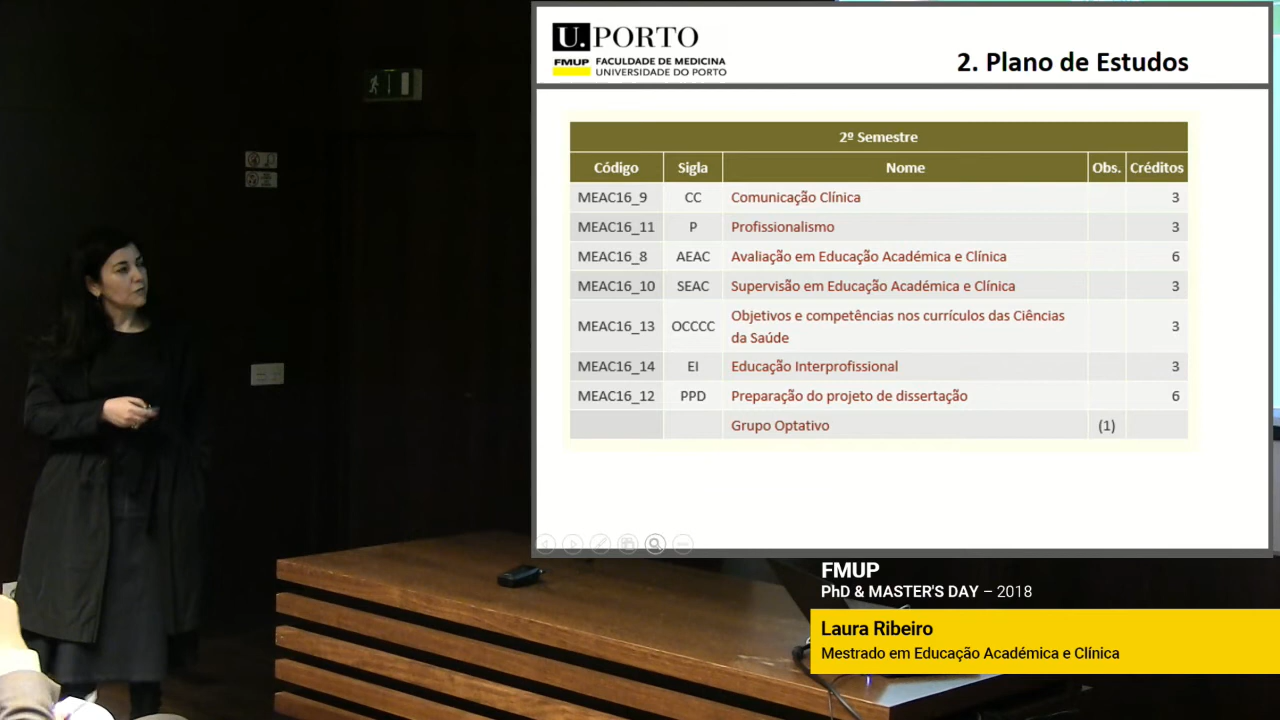 U. PORTO
FMUP FACULDADE DE MEDICINA
UNIVERSIDADE DO PORTO
2. Plano de Estudos
2º Semestre
Código Sigla Nome Obs. Créditos
MEAC16_9 CC Comunicação Clínica 3
MEAC16_11 P Profissionalismo 3
MEAC16_8 AEAC Avaliação em Educação Académica e Clínica 6
MEAC16_10 SEAC Supervisão em Educação Académica e Clínica 3
MEAC16_13 OCCCC Objetivos e competências nos currículos das Ciências
da Saúde 3
MEAC16_14 EI Educação Interprofissional 3
MEAC16_12 PPD Preparação do projeto de dissertação 6
Grupo Optativo (1)
FMUP
PhD & MASTER'S DAY – 2018
Laura Ribeiro
Mestrado em Educação Académica e Clínica